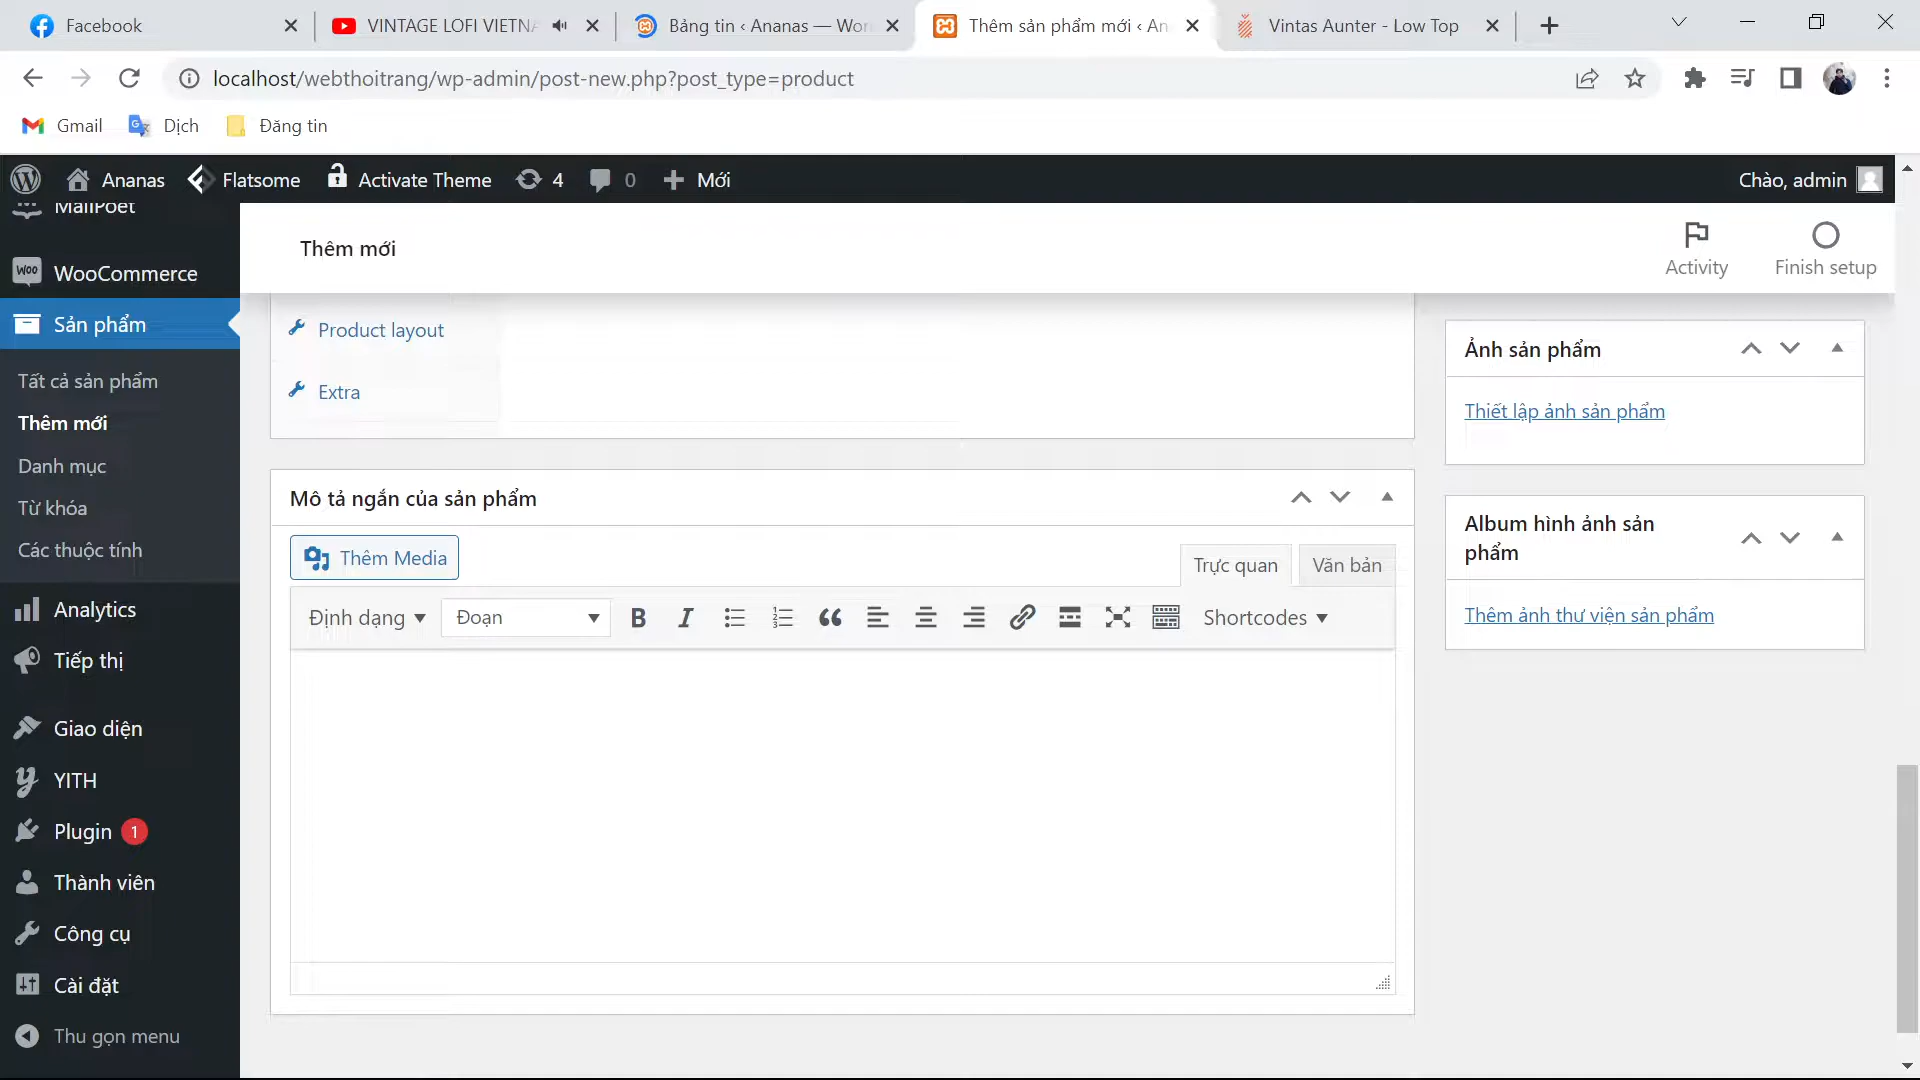 Facebook
VINTAGE LOFI VIETNA
Bảng tin ‹ Ananas — Wor
Thêm sản phẩm mới ‹ An
Vintas Aunter - Low Top
localhost/webthoitrang/wp-admin/post-new.php?post_type=product
Gmail
Dịch
Đăng tin
Ananas
Flatsome
Activate Theme
4
0
Mới
Chào, admin
MailPoet
WooCommerce
Sản phẩm
Tất cả sản phẩm
Thêm mới
Danh mục
Từ khóa
Các thuộc tính
Analytics
Tiếp thị
Giao diện
YITH
Plugin 1
Thành viên
Công cụ
Cài đặt
Thu gọn menu
Thêm mới
Activity
Finish setup
Product layout
Extra
Mô tả ngắn của sản phẩm
Thêm Media
Trực quan
Văn bản
Định dạng
Đoạn
B I
Shortcodes
Ảnh sản phẩm
Thiết lập ảnh sản phẩm
Album hình ảnh sản
phẩm
Thêm ảnh thư viện sản phẩm